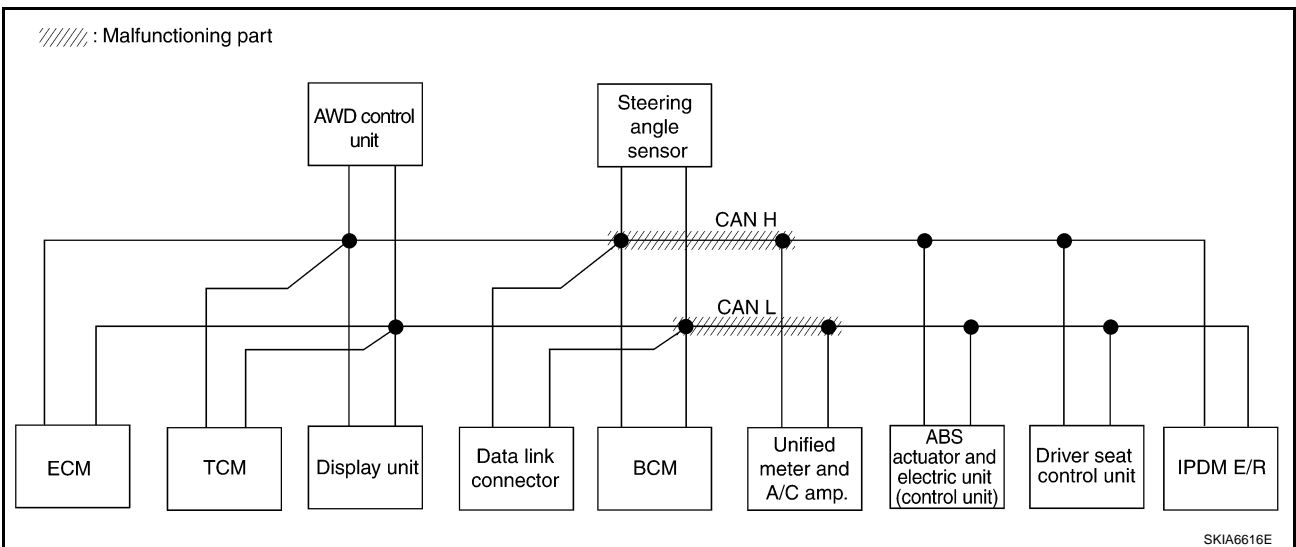 : Malfunctioning part
AWD control
unit
Steering
angle
sensor
CAN H
CAN L
ECM
TCM
Display unit
Data link
connector
BCM
Unified
meter and
A/C amp.
ABS
actuator and
electric unit
(control unit)
Driver seat
control unit
IPDM E/R
SKIA6616E